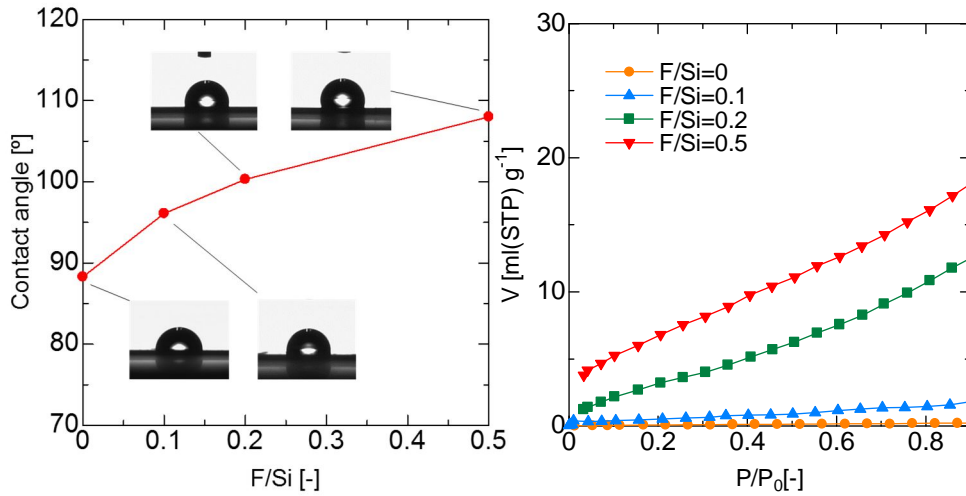 120
110
100
90
80
70
Contact angle [º]
0
0.1
0.2
0.3
0.4
0.5
F/Si [-]
30
20
10
0
V [ml(STP) g-1]
F/Si=0
F/Si=0.1
F/Si=0.2
F/Si=0.5
0
0.2
0.4
0.6
0.8
P/P0[-]